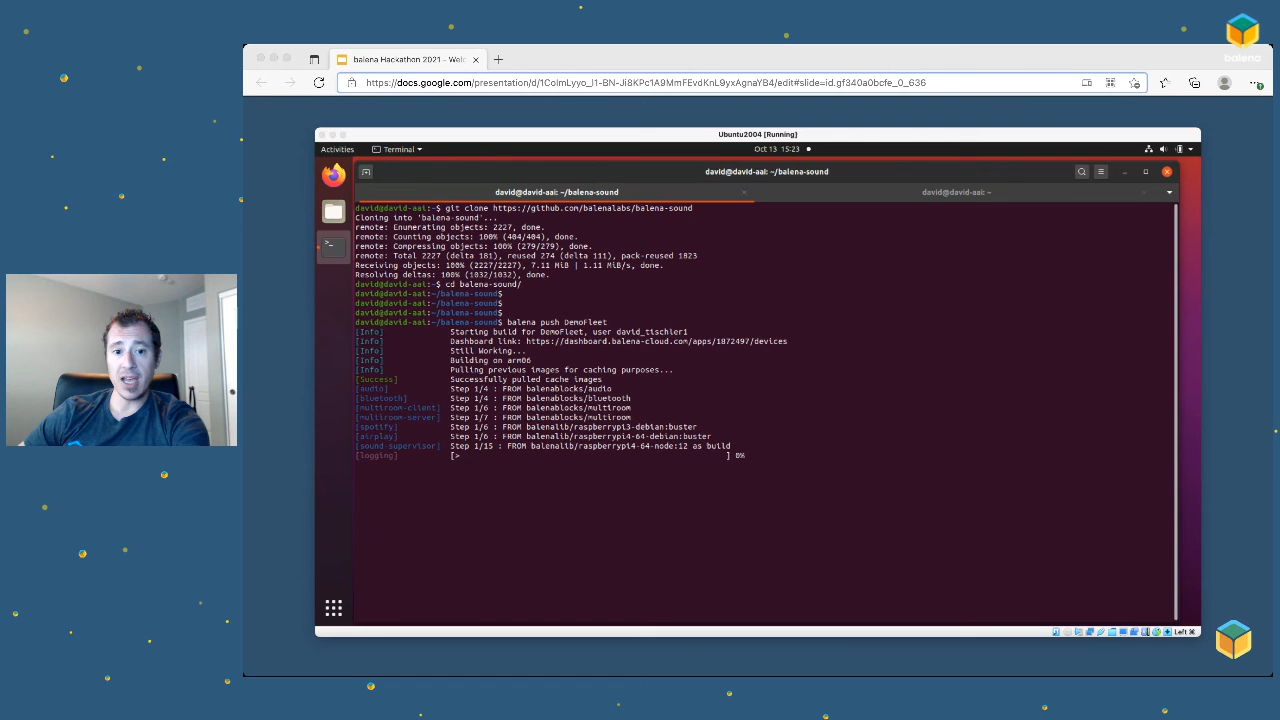 balena
balena Hackathon 2021 – Welc
https://docs.google.com/presentation/d/1ColmLyyo_l1-BN-Ji8KPc1A9MmFEvdKnL9yxAgnaYB4/edit#slide=id.gf340a0bcfe_0_636
Ubuntu2004 [Running]
Activities
Terminal
Oct 13 15:23
david@david-aai: ~/balena-sound
david@david-aai: ~/balena-sound
david@david-aai: ~
david@david-aai:~$ git clone https://github.com/balenalabs/balena-sound
Cloning into 'balena-sound'...
remote: Enumerating objects: 2227, done.
remote: Counting objects: 100% (404/404), done.
remote: Compressing objects: 100% (279/279), done.
remote: Total 2227 (delta 181), reused 274 (delta 111), pack-reused 1823
Receiving objects: 100% (2227/2227), 7.11 MiB | 1.11 MiB/s, done.
Resolving deltas: 100% (1032/1032), done.
david@david-aai:~$ cd balena-sound/
david@david-aai:~/balena-sound$
david@david-aai:~/balena-sound$
david@david-aai:~/balena-sound$
david@david-aai:~/balena-sound$ balena push DemoFleet
[Info] Starting build for DemoFleet, user david_tischler1
[Info] Dashboard link: https://dashboard.balena-cloud.com/apps/1872497/devices
[Info] Still Working...
[Info] Building on arm06
[Info] Pulling previous images for caching purposes...
[Success] Successfully pulled cache images
[audio] Step 1/4 : FROM balenablocks/audio
[bluetooth] Step 1/4 : FROM balenablocks/bluetooth
[multiroom-client] Step 1/6 : FROM balenablocks/multiroom
[multiroom-server] Step 1/7 : FROM balenablocks/multiroom
[spotify] Step 1/6 : FROM balenalib/raspberrypi3-debian:buster
[airplay] Step 1/6 : FROM balenalib/raspberrypi4-64-debian:buster
[sound-supervisor] Step 1/15 : FROM balenalib/raspberrypi4-64-node:12 as build
[logging] [> ] 0%
Left ⌘